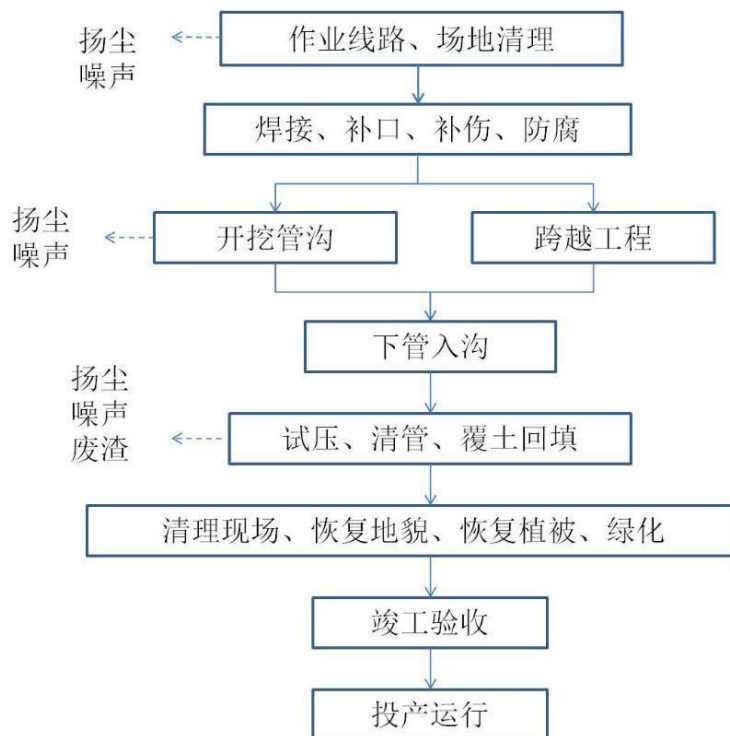 扬尘
噪声
作业线路、场地清理
焊接、补口、补伤、防腐
扬尘
噪声
开挖管沟
跨越工程
下管入沟
扬尘
噪声
废渣
试压、清管、覆土回填
清理现场、恢复地貌、恢复植被、绿化
竣工验收
投产运行